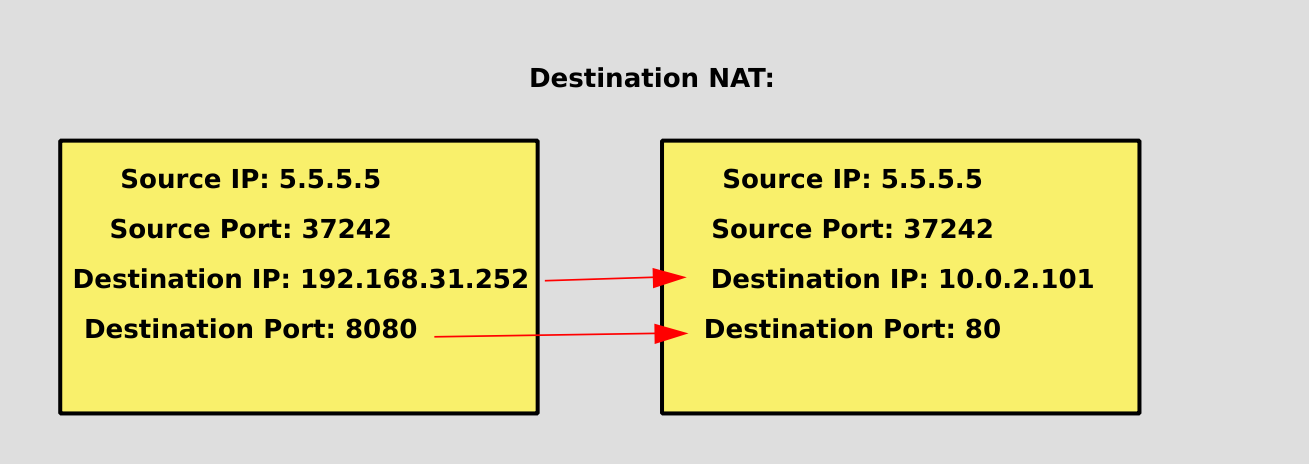 Destination NAT:
Source IP: 5.5.5.5
Source Port: 37242
Destination IP: 192.168.31.252
Destination Port: 8080
Source IP: 5.5.5.5
Source Port: 37242
Destination IP: 10.0.2.101
Destination Port: 80